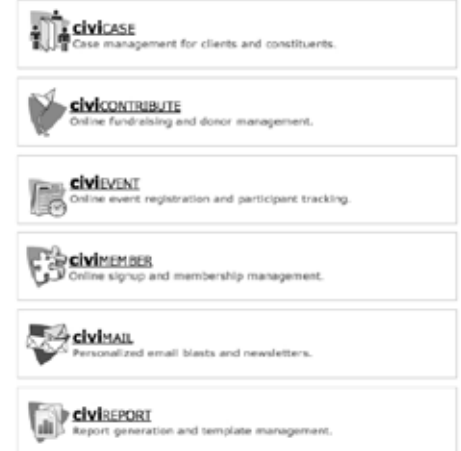 civiCASE
Case management for clients and constituents.
civiCONTRIBUTE
Online fundraising and donor management.
civiEVENT
Online event registration and participant tracking.
civiMEMBER
Online signup and membership management.
civiMAIL
Personalized email blasts and newsletters.
civiREPORT
Report generation and template management.